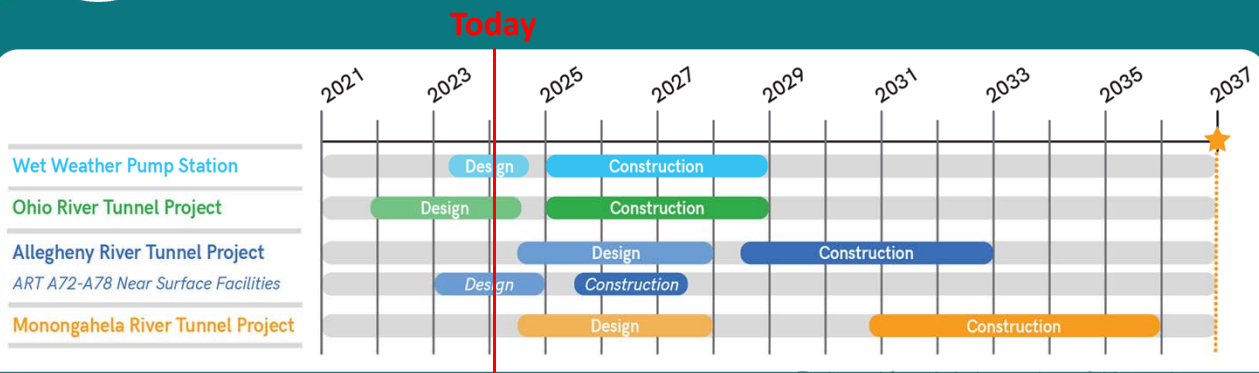 Today
2021 2023 2025 2027 2029 2031 2033 2035 2037
Wet Weather Pump Station Design Construction
Ohio River Tunnel Project Design Construction
Allegheny River Tunnel Project Design Construction
ART A72-A78 Near Surface Facilities Design Construction
Monongahela River Tunnel Project Design Construction